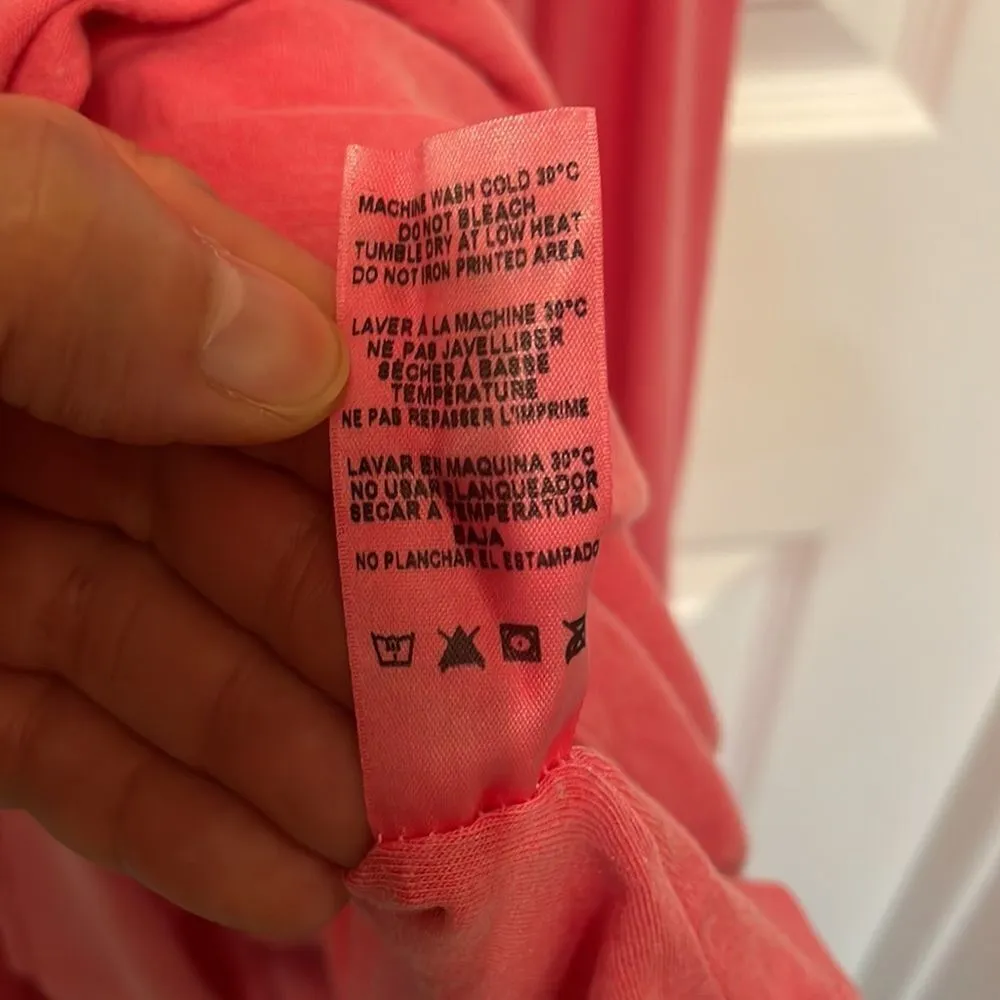 MACHINE WASH COLD 30°C
DO NOT BLEACH
TUMBLE DRY AT LOW HEAT
DO NOT IRON PRINTED AREA
LAVER À LA MACHINE 30°C
NE PAS JAVELLISER
SÉCHER À BASSE
TEMPÉRATURE
NE PAS REPASSER L'IMPRIME
LAVAR EN MAQUINA 30°C
NO USAR BLANQUEADOR
SECAR A TEMPERATURA
BAJA
NO PLANCHAR EL ESTAMPADO